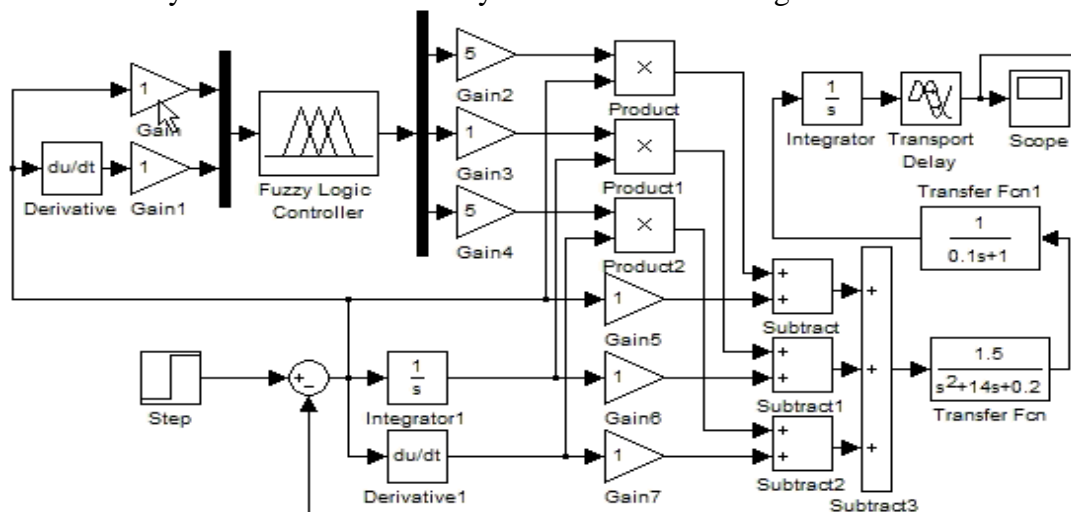 5
Gain2
×
Product
1
Gain
1
s
Integrator
Transport
Delay
Scope
du/dt
Derivative
1
Gain1
Fuzzy Logic
Controller
1
Gain3
×
Product1
5
Gain4
×
Product2
Transfer Fcn1
1
0.1s+1
1
Gain5
+
+
Subtract
+
+
+
Subtract3
Step
+
−
1
s
Integrator1
1
Gain6
+
+
Subtract1
1.5
s2+14s+0.2
Transfer Fcn
du/dt
Derivative1
1
Gain7
+
+
Subtract2